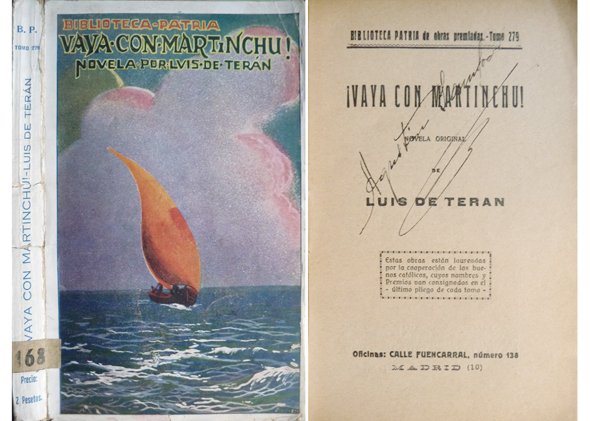 B. P.
TOMO 279
¡VAYA CON MARTINCHU!-LUIS DE TERÁN
168
Precio:
2 Pesetas.
BIBLIOTECA-PATRIA
VAYA·CON·MARTINCHU!
NOVELA·POR·LVIS·DE·TERÁN
BIBLIOTECA PATRIA de obras premiadas.-Tomo 279
¡VAYA CON MARTINCHU!
NOVELA ORIGINAL
DE
LUIS DE TERAN
Estas obras están laureadas
por la cooperación de las bue-
nos católicos, cuyos nombres y
Premios van consignados en el
último pliego de cada tomo -
Oficinas: CALLE FUENCARRAL, número 138
MADRID (10)